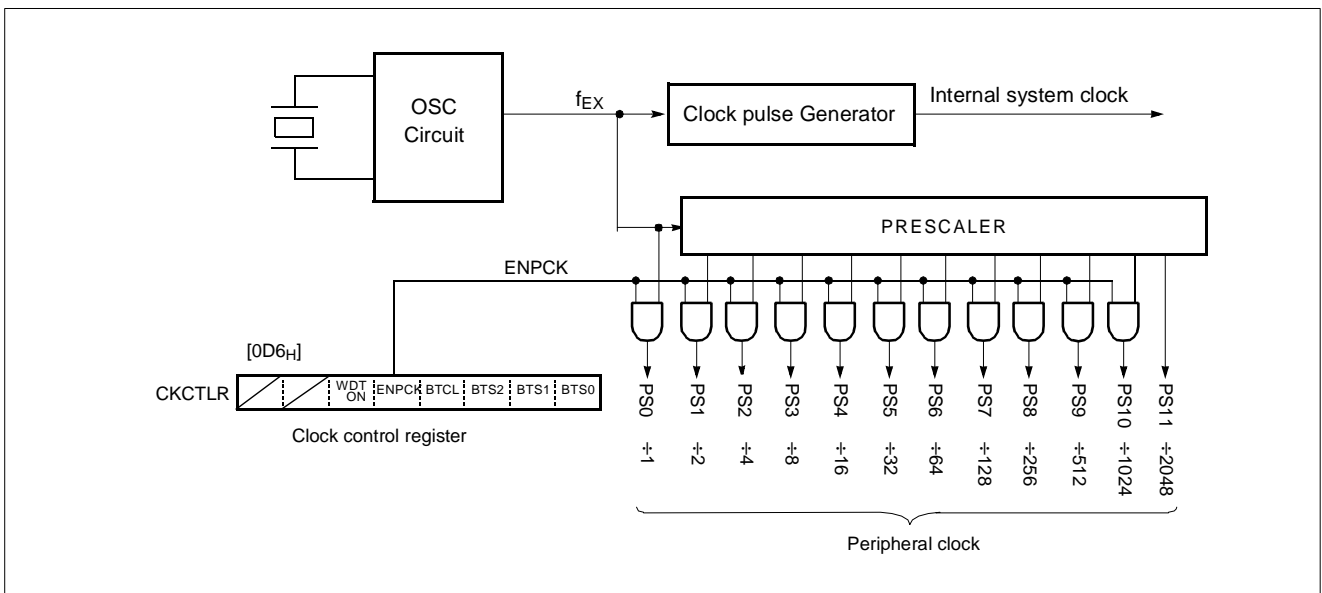 OSC
Circuit
fEX
Clock pulse Generator
Internal system clock
PRESCALER
ENPCK
[0D6H]
CKCTLR
WDT
ON
ENPCK
BTCL
BTS2
BTS1
BTS0
Clock control register
PS0 ÷1
PS1 ÷2
PS2 ÷4
PS3 ÷8
PS4 ÷16
PS5 ÷32
PS6 ÷64
PS7 ÷128
PS8 ÷256
PS9 ÷512
PS10 ÷1024
PS11 ÷2048
Peripheral clock